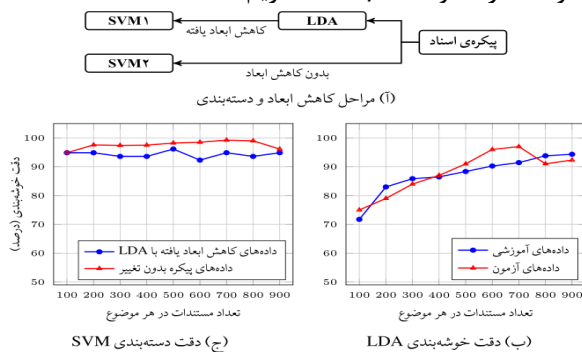 پیکره‌ی اسناد
LDA
کاهش ابعاد یافته
SVM۱
بدون کاهش ابعاد
SVM۲
(آ) مراحل کاهش ابعاد و دسته‌بندی
100
90
80
70
60
50
داده‌های آموزشی
داده‌های آزمون
100 200 300 400 500 600 700 800 900
تعداد مستندات در هر موضوع
(ب) دقت خوشه‌بندی LDA
دقت خوشه‌بندی (درصد)
100
90
80
70
60
50
داده‌های کاهش ابعاد یافته با LDA
داده‌های پیکره بدون تغییر
100 200 300 400 500 600 700 800 900
تعداد مستندات در هر موضوع
(ج) دقت دسته‌بندی SVM